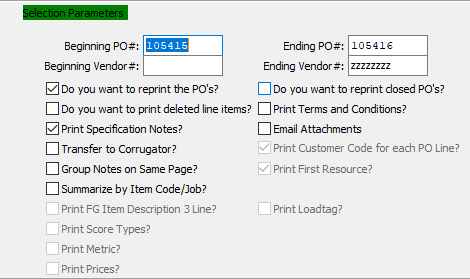 Selection Parameters
Beginning PO#: 105415 Ending PO#: 105416
Beginning Vendor#: Ending Vendor#: zzzzzzzz
Do you want to reprint the PO's? Do you want to reprint closed PO's?
Do you want to print deleted line items? Print Terms and Conditions?
Print Specification Notes? Email Attachments
Transfer to Corrugator? Print Customer Code for each PO Line?
Group Notes on Same Page? Print First Resource?
Summarize by Item Code/Job?
Print FG Item Description 3 Line? Print Loadtag?
Print Score Types?
Print Metric?
Print Prices?